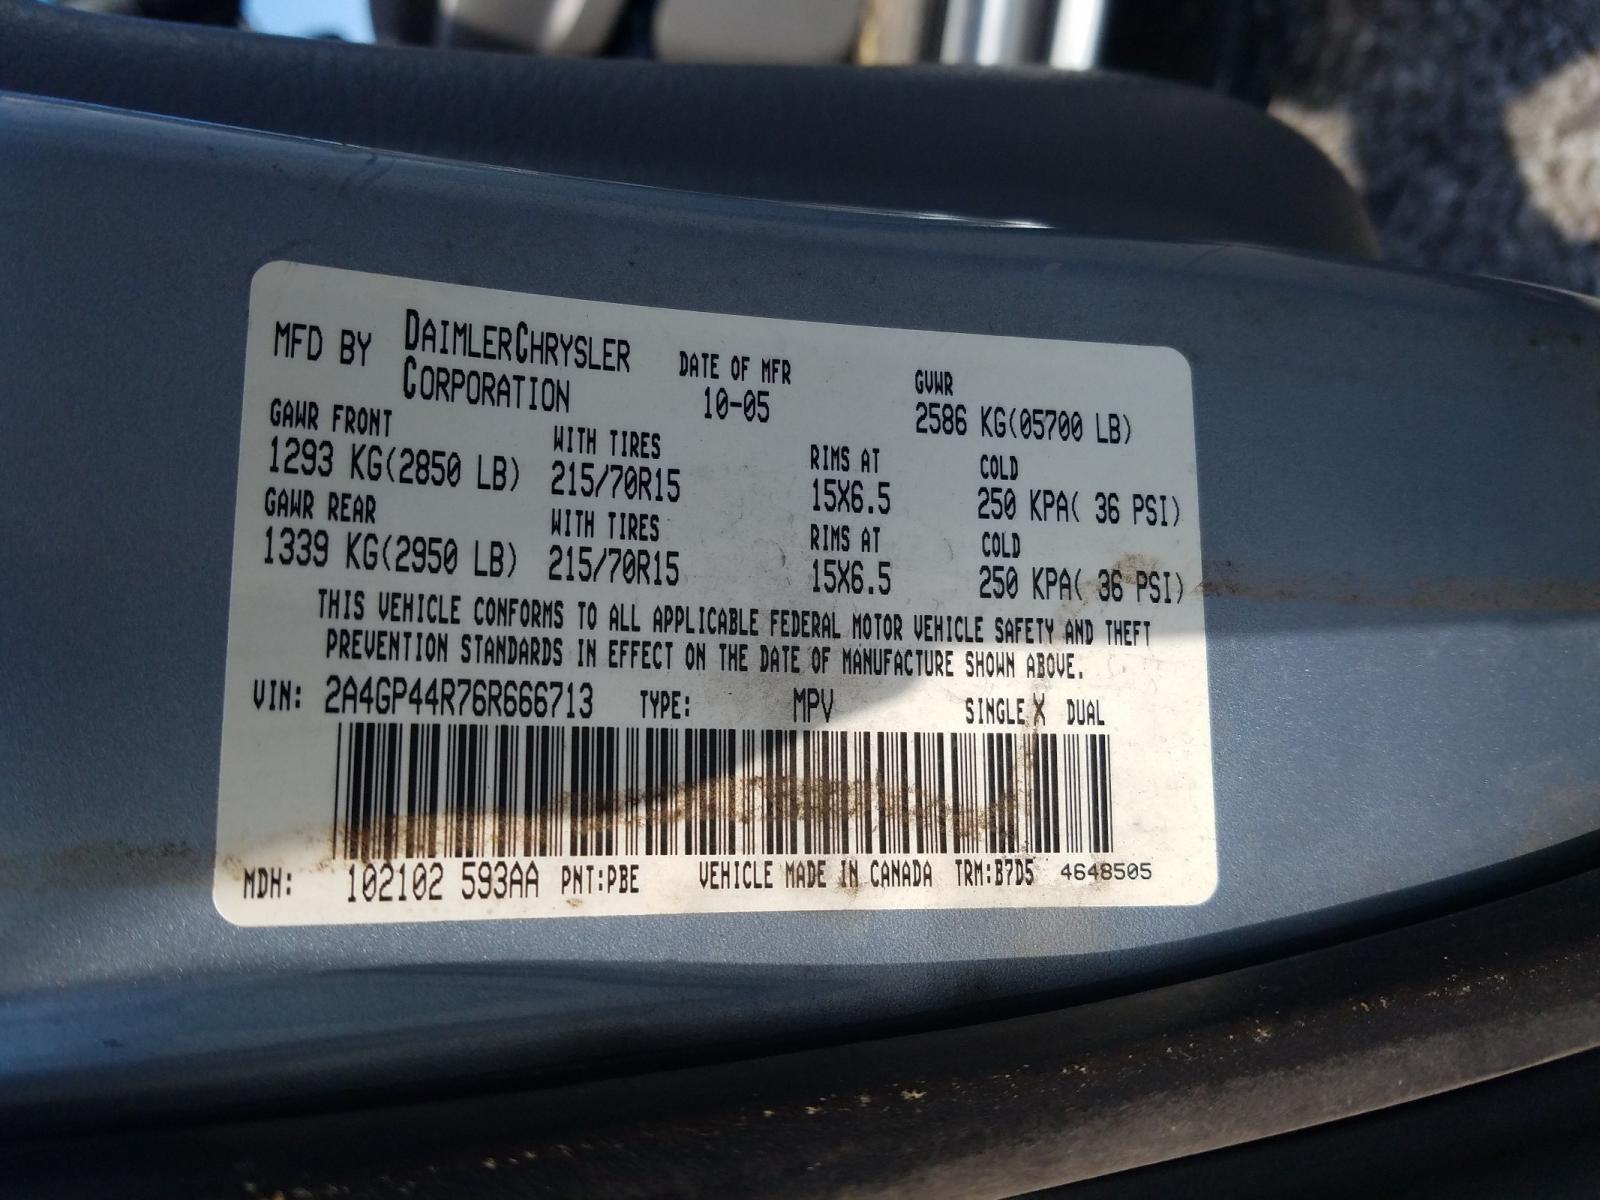 MFD BY DAIMLERCHRYSLER CORPORATION DATE OF MFR 10-05 GVWR 2586 KG(05700 LB)
GAWR FRONT WITH TIRES RIMS AT COLD
1293 KG(2850 LB) 215/70R15 15X6.5 250 KPA( 36 PSI)
GAWR REAR WITH TIRES RIMS AT COLD
1339 KG(2950 LB) 215/70R15 15X6.5 250 KPA( 36 PSI)
THIS VEHICLE CONFORMS TO ALL APPLICABLE FEDERAL MOTOR VEHICLE SAFETY AND THEFT
PREVENTION STANDARDS IN EFFECT ON THE DATE OF MANUFACTURE SHOWN ABOVE.
VIN: 2A4GP44R76R666713 TYPE: MPV SINGLE X DUAL
MDH: 102102 593AA PNT:PBE VEHICLE MADE IN CANADA TRM:B7D5 4648505